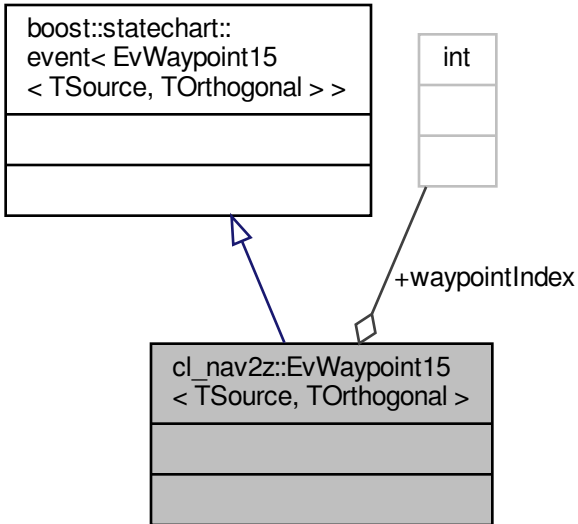 boost::statechart::
event< EvWaypoint15
< TSource, TOrthogonal > >
int
+waypointIndex
cl_nav2z::EvWaypoint15
< TSource, TOrthogonal >